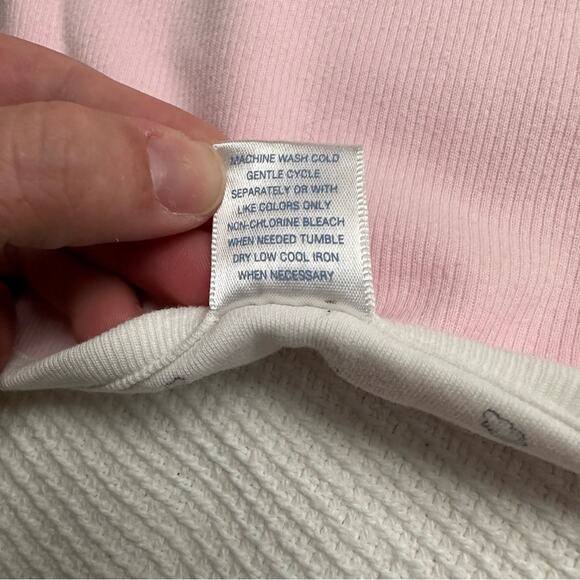 MACHINE WASH COLD
GENTLE CYCLE
SEPARATELY OR WITH
LIKE COLORS ONLY
NON-CHLORINE BLEACH
WHEN NEEDED TUMBLE
DRY LOW COOL IRON
WHEN NECESSARY